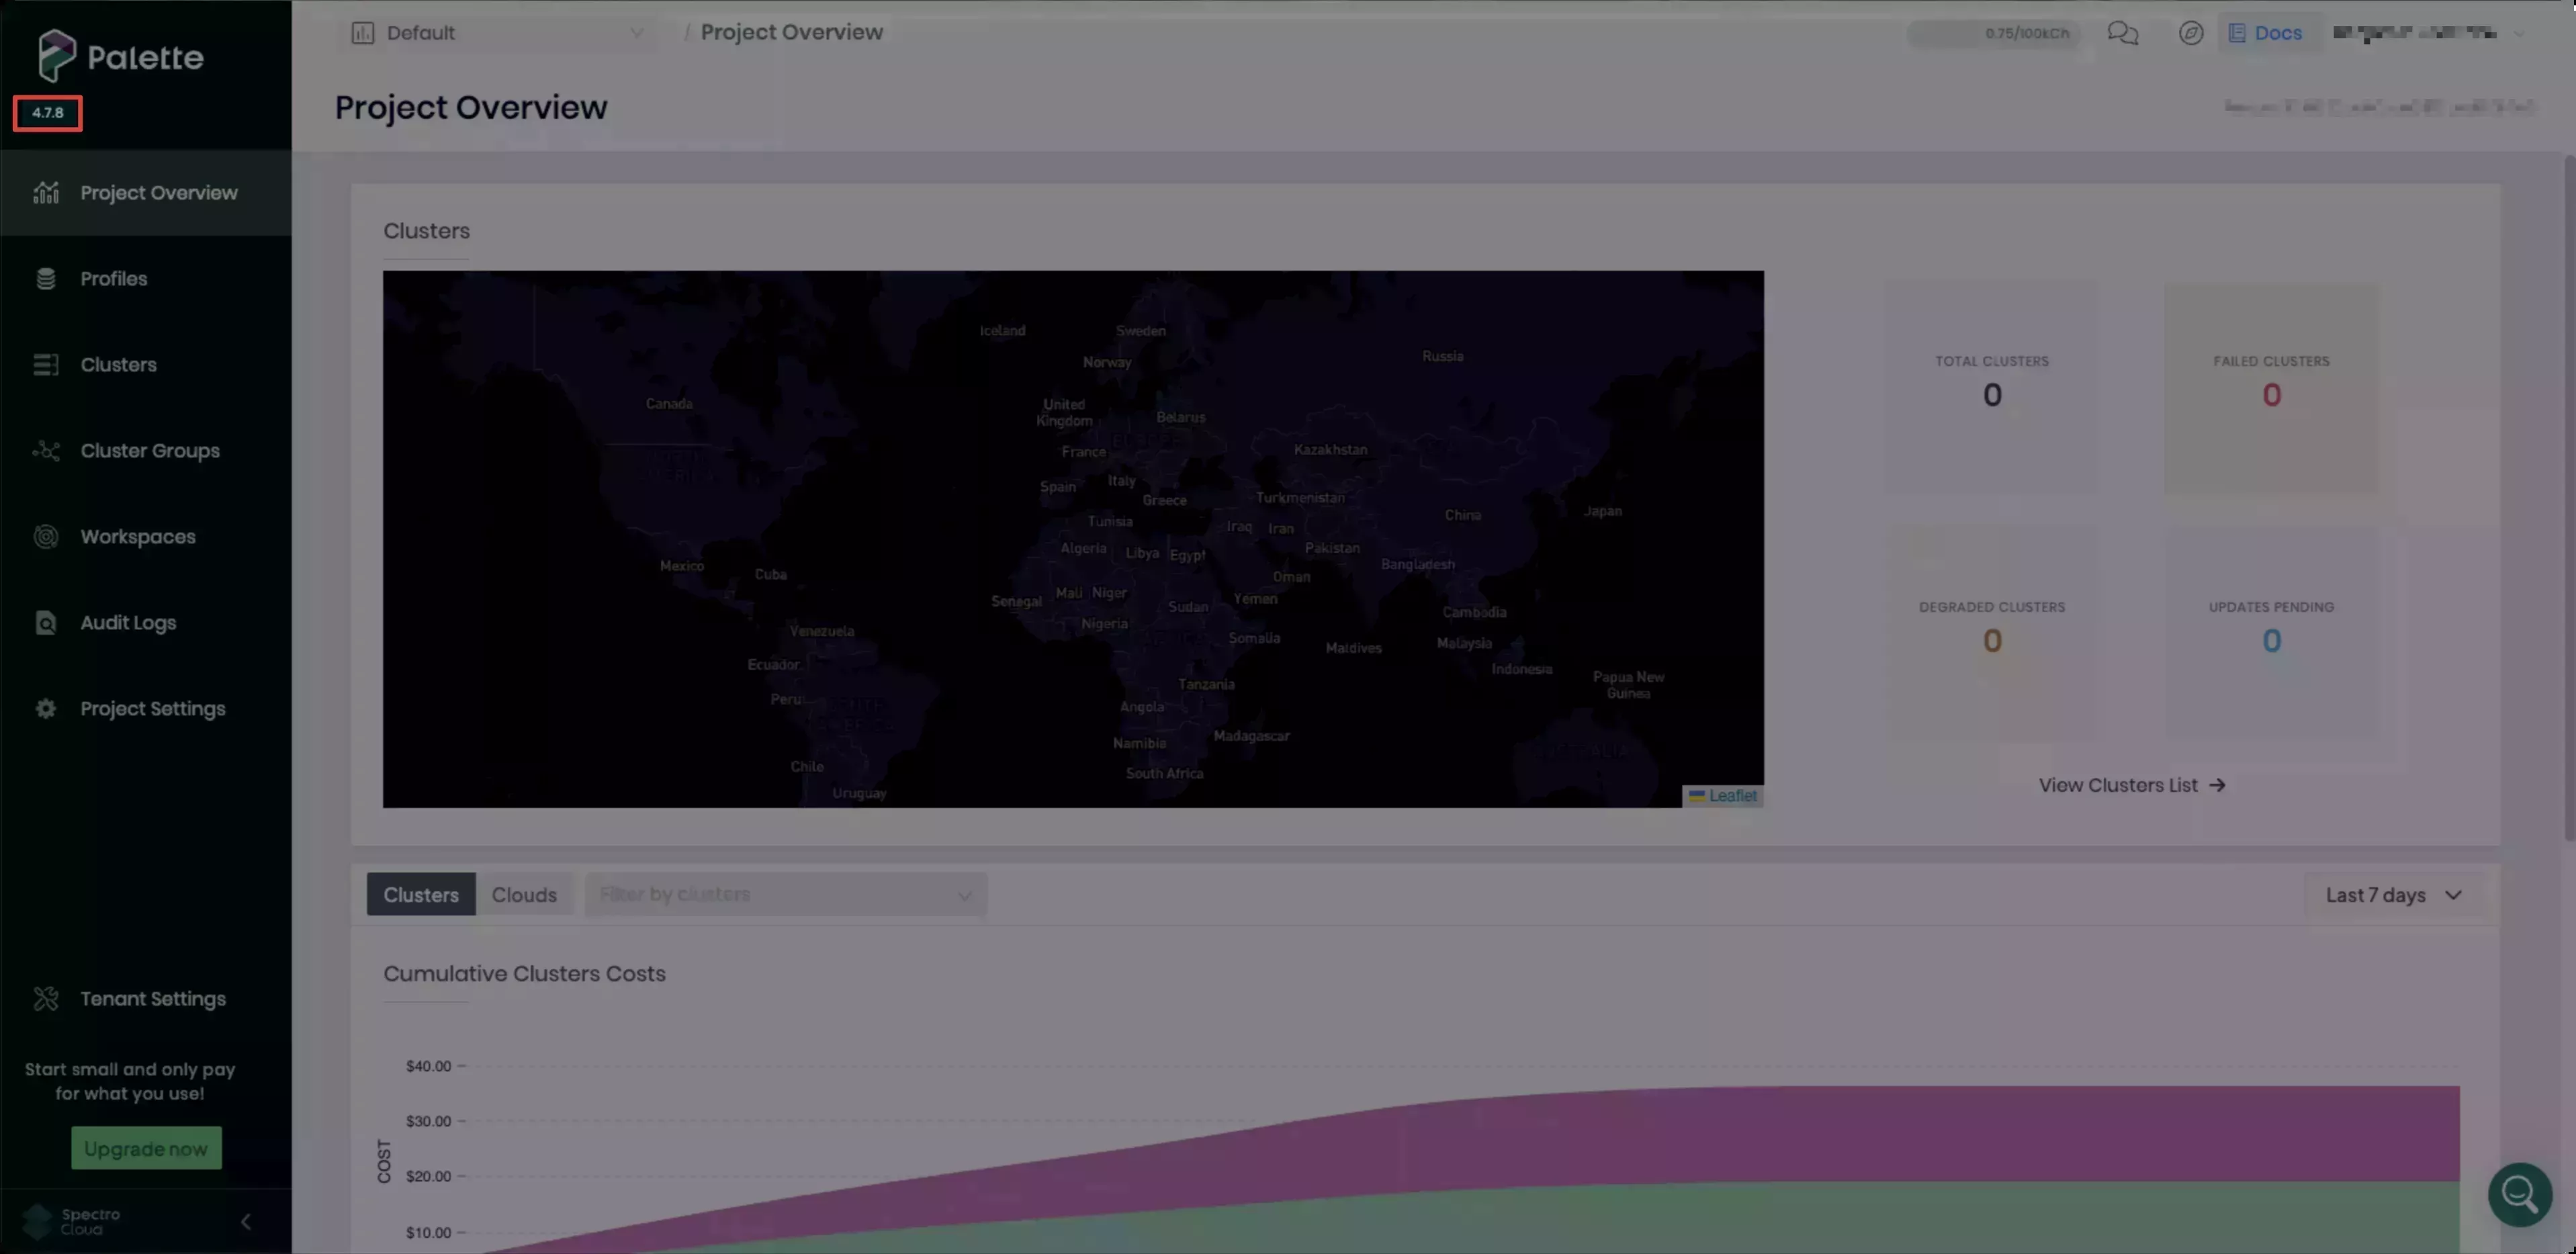 Palette
4.7.8
Project Overview
Profiles
Clusters
Cluster Groups
Workspaces
Audit Logs
Project Settings
Tenant Settings
Start small and only pay
for what you use!
Upgrade now
Spectro
Cloud
Default
/ Project Overview
0.75/100kCh
Docs
Project Overview
Clusters
Iceland
Sweden
Norway
Russia
Canada
United
Kingdom
Belarus
France
Kazakhstan
Spain
Italy
Greece
Turkmenistan
Tunisia
Iraq
Iran
China
Japan
Algeria
Libya
Egypt
Pakistan
Bangladesh
Mexico
Cuba
Oman
Senegal
Mali
Niger
Sudan
Yemen
Cambodia
Nigeria
Venezuela
Somalia
Maldives
Malaysia
Ecuador
Indonesia
Papua New
Guinea
Tanzania
Peru
Angola
Namibia
Madagascar
Chile
South Africa
Uruguay
Leaflet
TOTAL CLUSTERS
0
FAILED CLUSTERS
0
DEGRADED CLUSTERS
0
UPDATES PENDING
0
View Clusters List →
Clusters
Clouds
Filter by clusters
Last 7 days
Cumulative Clusters Costs
COST
$40.00
$30.00
$20.00
$10.00